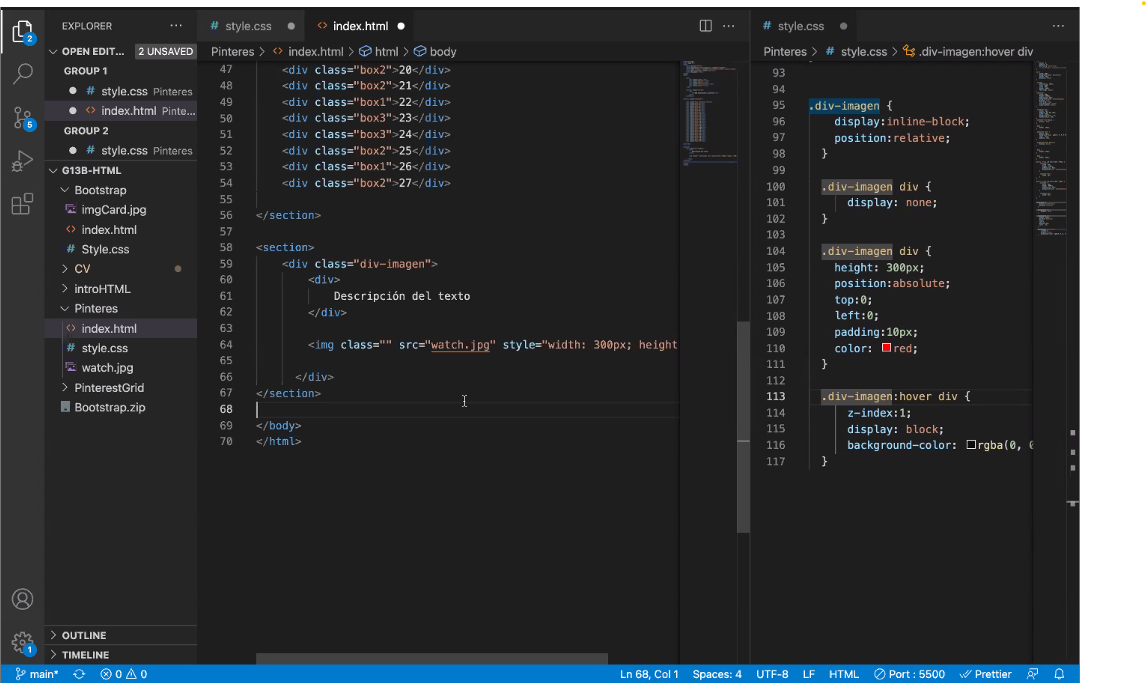 EXPLORER ···
OPEN EDIT... 2 UNSAVED
GROUP 1
# style.css Pinteres
<> index.html Pinte...
GROUP 2
# style.css Pinteres
G13B-HTML
Bootstrap
imgCard.jpg
<> index.html
# Style.css
CV
introHTML
Pinteres
<> index.html
# style.css
watch.jpg
PinterestGrid
Bootstrap.zip
OUTLINE
TIMELINE
2
5
1
# style.css
<> index.html
···
Pinteres > <> index.html > html > body
47 <div class="box2">20</div>
48 <div class="box2">21</div>
49 <div class="box1">22</div>
50 <div class="box3">23</div>
51 <div class="box3">24</div>
52 <div class="box2">25</div>
53 <div class="box1">26</div>
54 <div class="box2">27</div>
55
56 </section>
57
58 <section>
59 <div class="div-imagen">
60 <div>
61 Descripción del texto
62 </div>
63
64 <img class="" src="watch.jpg" style="width: 300px; height
65
66 </div>
67 </section>
68
69 </body>
70 </html>
# style.css
···
Pinteres > # style.css > .div-imagen:hover div
93
94
95 .div-imagen {
96 display:inline-block;
97 position:relative;
98 }
99
100 .div-imagen div {
101 display: none;
102 }
103
104 .div-imagen div {
105 height: 300px;
106 position:absolute;
107 top:0;
108 left:0;
109 padding:10px;
110 color: red;
111 }
112
113 .div-imagen:hover div {
114 z-index:1;
115 display: block;
116 background-color: rgba(0, 0
117 }
main* 0 0 Ln 68, Col 1 Spaces: 4 UTF-8 LF HTML Port : 5500 Prettier